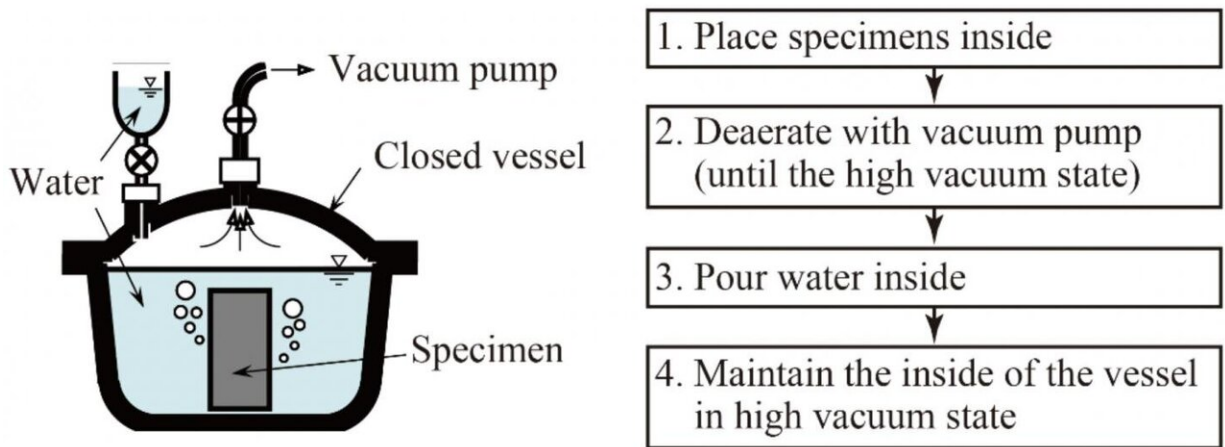 Vacuum pump
Closed vessel
Water
Specimen
1. Place specimens inside
2. Deaerate with vacuum pump
(until the high vacuum state)
3. Pour water inside
4. Maintain the inside of the vessel
in high vacuum state